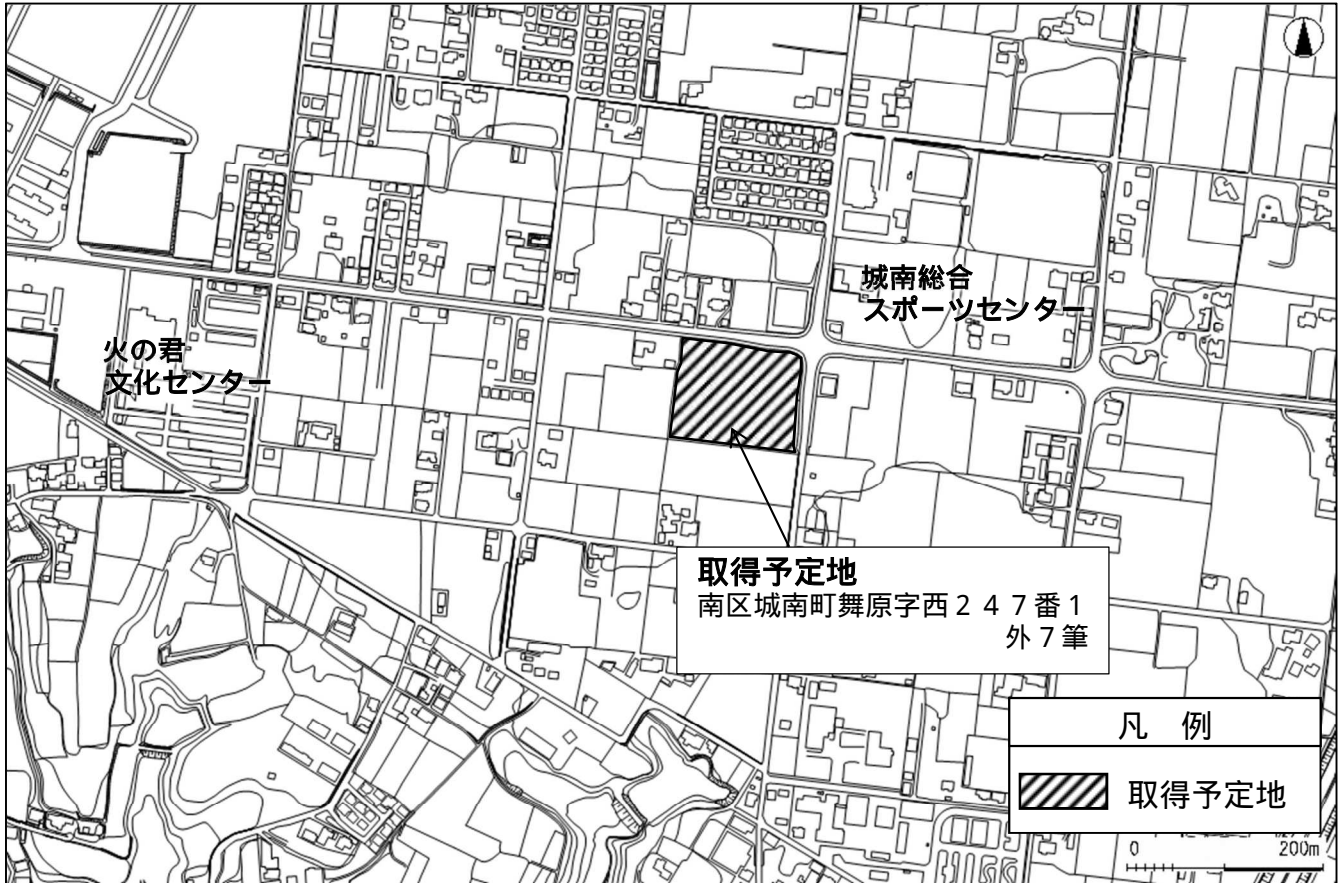 城南総合
スポーツセンター
火の君
文化センター
取得予定地
南区城南町舞原字西２４７番１
外７筆
凡 例
取得予定地
0 200m